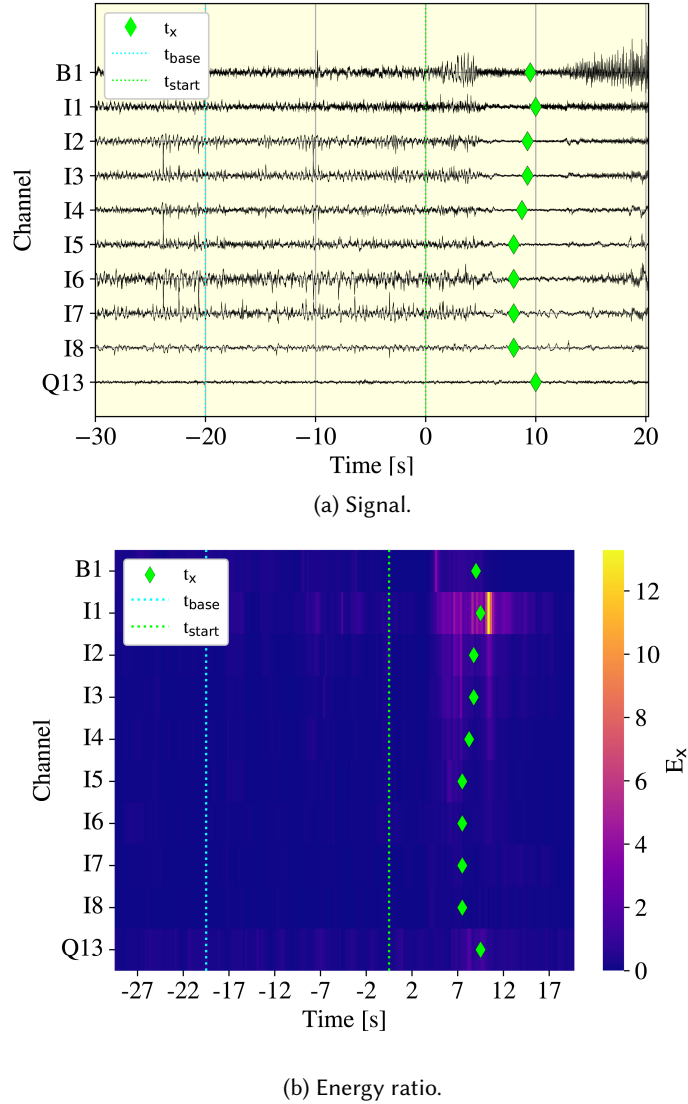 t_x
t_base
t_start
B1
I1
I2
I3
I4
I5
I6
I7
I8
Q13
Channel
−30 −20 −10 0 10 20
Time [s]
(a) Signal.
t_x
t_base
t_start
B1
I1
I2
I3
I4
I5
I6
I7
I8
Q13
Channel
-27 -22 -17 -12 -7 -2 2 7 12 17
Time [s]
12
10
8
6
4
2
0
E_x
(b) Energy ratio.